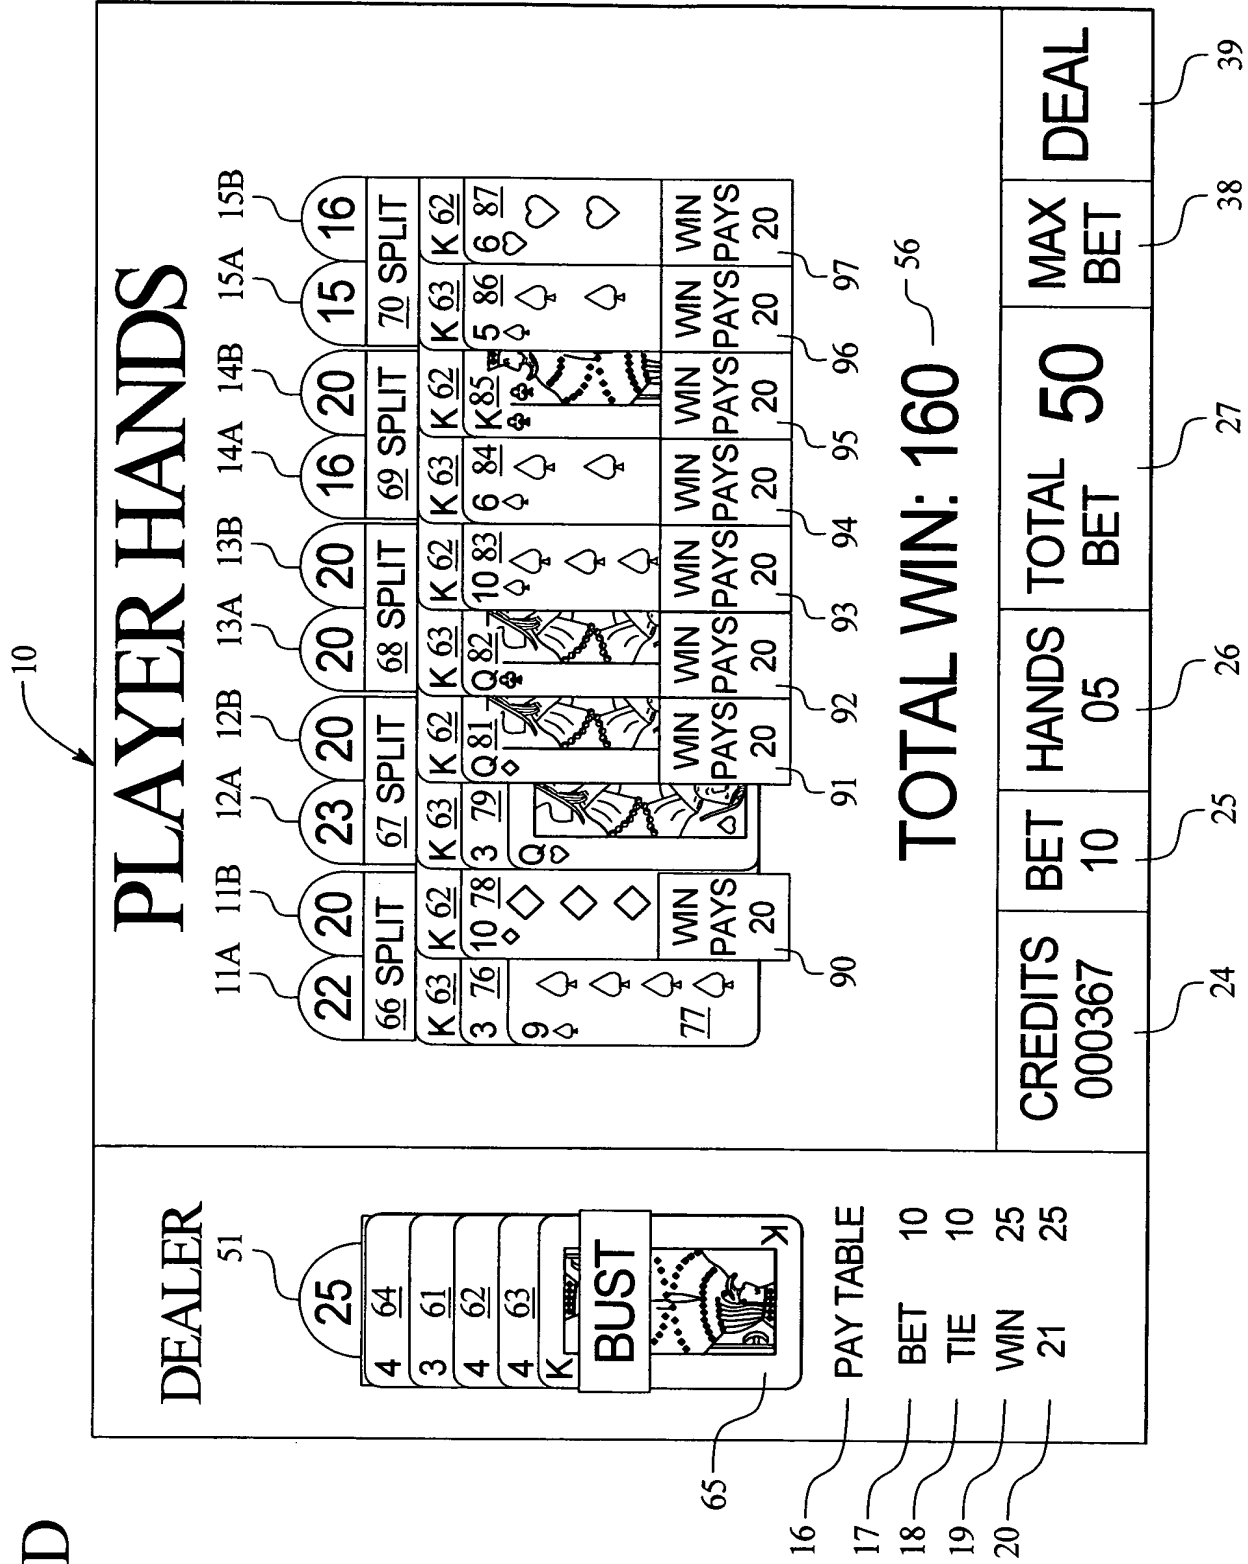 D
10
DEALER
51
25
4 64
3 61
4 62
4 63
K
BUST
K
65
16 PAY TABLE
17 BET 10
18 TIE 10
19 WIN 25
20 21 25
PLAYER HANDS
11A 11B 12A 12B 13A 13B 14A 14B 15A 15B
22 20 23 20 20 20 16 20 15 16
66 SPLIT 67 SPLIT 68 SPLIT 69 SPLIT 70 SPLIT
K 63 K 62 K 63 K 62 K 63 K 62 K 63 K 62 K 63 K 62
3 76 10 78 3 79 Q 81 Q 82 10 83 6 84 K 85 5 86 6 87
9 Q
77
WIN WIN WIN WIN WIN WIN WIN WIN
PAYS PAYS PAYS PAYS PAYS PAYS PAYS PAYS
20 20 20 20 20 20 20 20
90 91 92 93 94 95 96 97
TOTAL WIN: 160 56
CREDITS
000367
BET
10
HANDS
05
TOTAL
BET
50
MAX
BET
DEAL
24 25 26 27 38 39